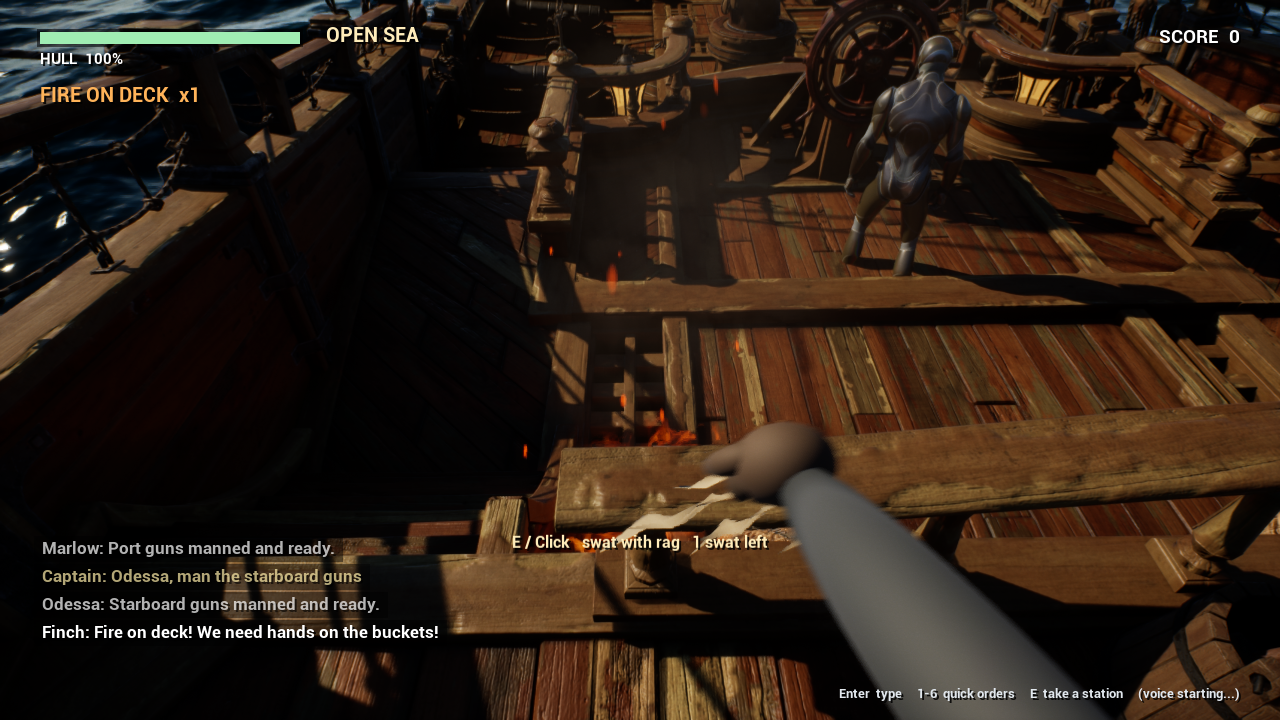 OPEN SEA
SCORE 0
HULL 100%
FIRE ON DECK x1
E / Click swat with rag 1 swat left
Marlow: Port guns manned and ready.
Captain: Odessa, man the starboard guns
Odessa: Starboard guns manned and ready.
Finch: Fire on deck! We need hands on the buckets!
Enter type 1-6 quick orders E take a station (voice starting...)